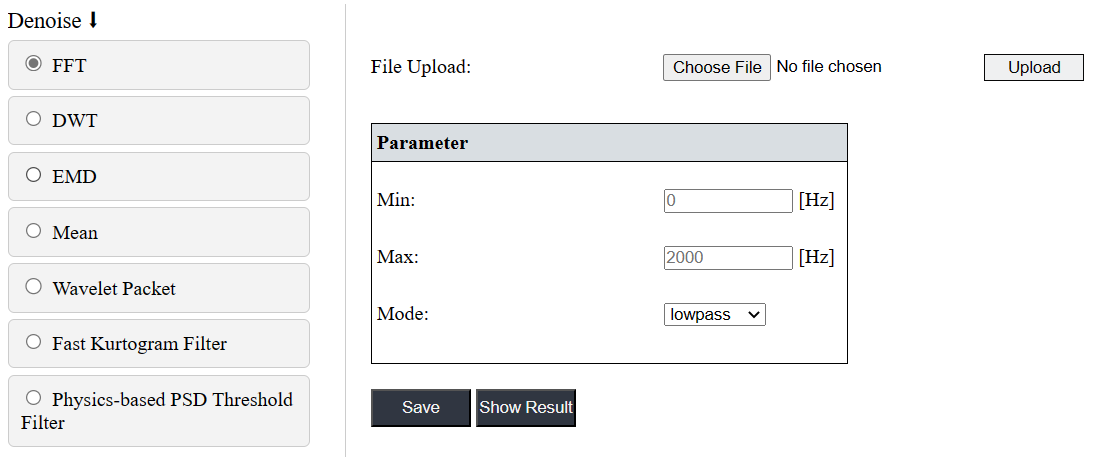 Denoise ⬇
FFT
DWT
EMD
Mean
Wavelet Packet
Fast Kurtogram Filter
Physics-based PSD Threshold
Filter
File Upload: Choose File No file chosen Upload
Parameter
Min: 0 [Hz]
Max: 2000 [Hz]
Mode: lowpass
Save Show Result